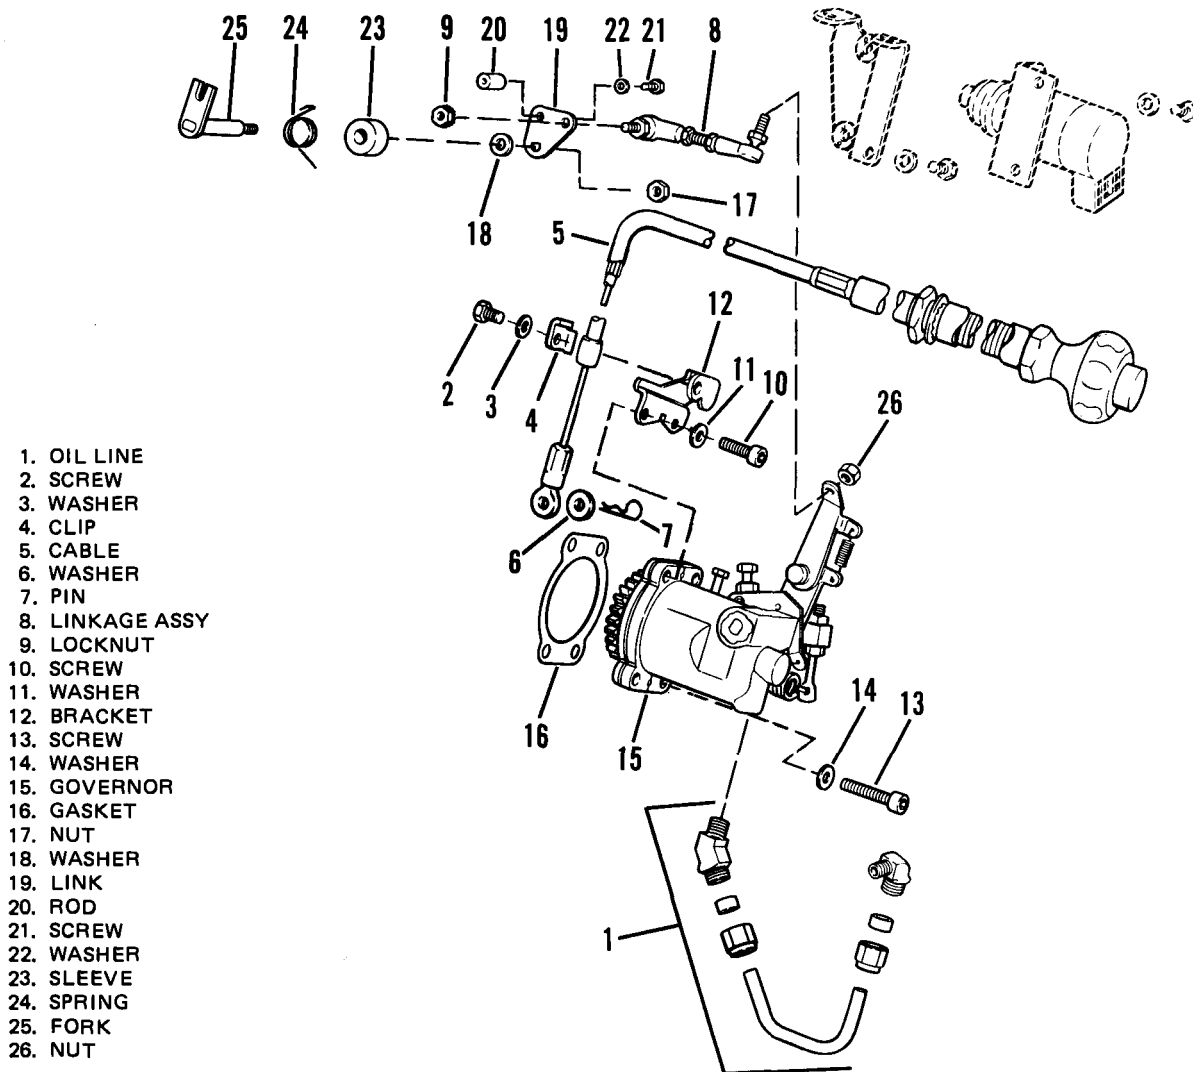 25 24 23 9 20 19 22 21 8
18 17
5
12
2 3 4 11 10
26
6 7
16 15 14 13
1
1. OIL LINE
2. SCREW
3. WASHER
4. CLIP
5. CABLE
6. WASHER
7. PIN
8. LINKAGE ASSY
9. LOCKNUT
10. SCREW
11. WASHER
12. BRACKET
13. SCREW
14. WASHER
15. GOVERNOR
16. GASKET
17. NUT
18. WASHER
19. LINK
20. ROD
21. SCREW
22. WASHER
23. SLEEVE
24. SPRING
25. FORK
26. NUT